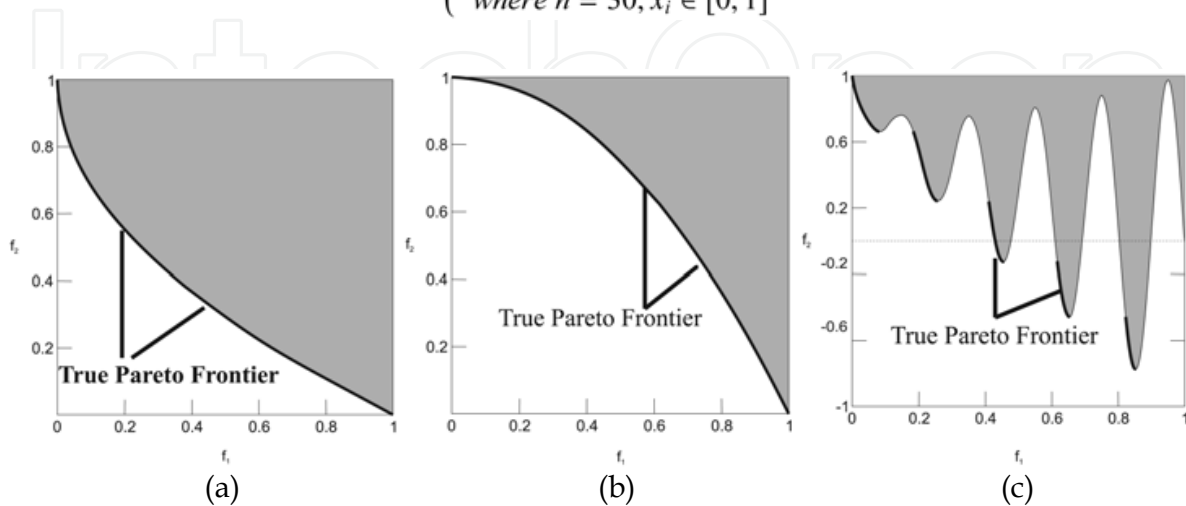 where n = 30, x_i ∈ [0, 1]
IntechOpen
1
0.8
0.6
f₂
0.4
0.2
True Pareto Frontier
0 0.2 0.4 0.6 0.8 1
f₁
(a)
1
0.8
0.6
f₂
0.4
True Pareto Frontier
0.2
0 0.2 0.4 0.6 0.8 1
f₁
(b)
1
0.6
0.2
f₂
-0.2
-0.6
True Pareto Frontier
-1
0 0.2 0.4 0.6 0.8 1
f₁
(c)